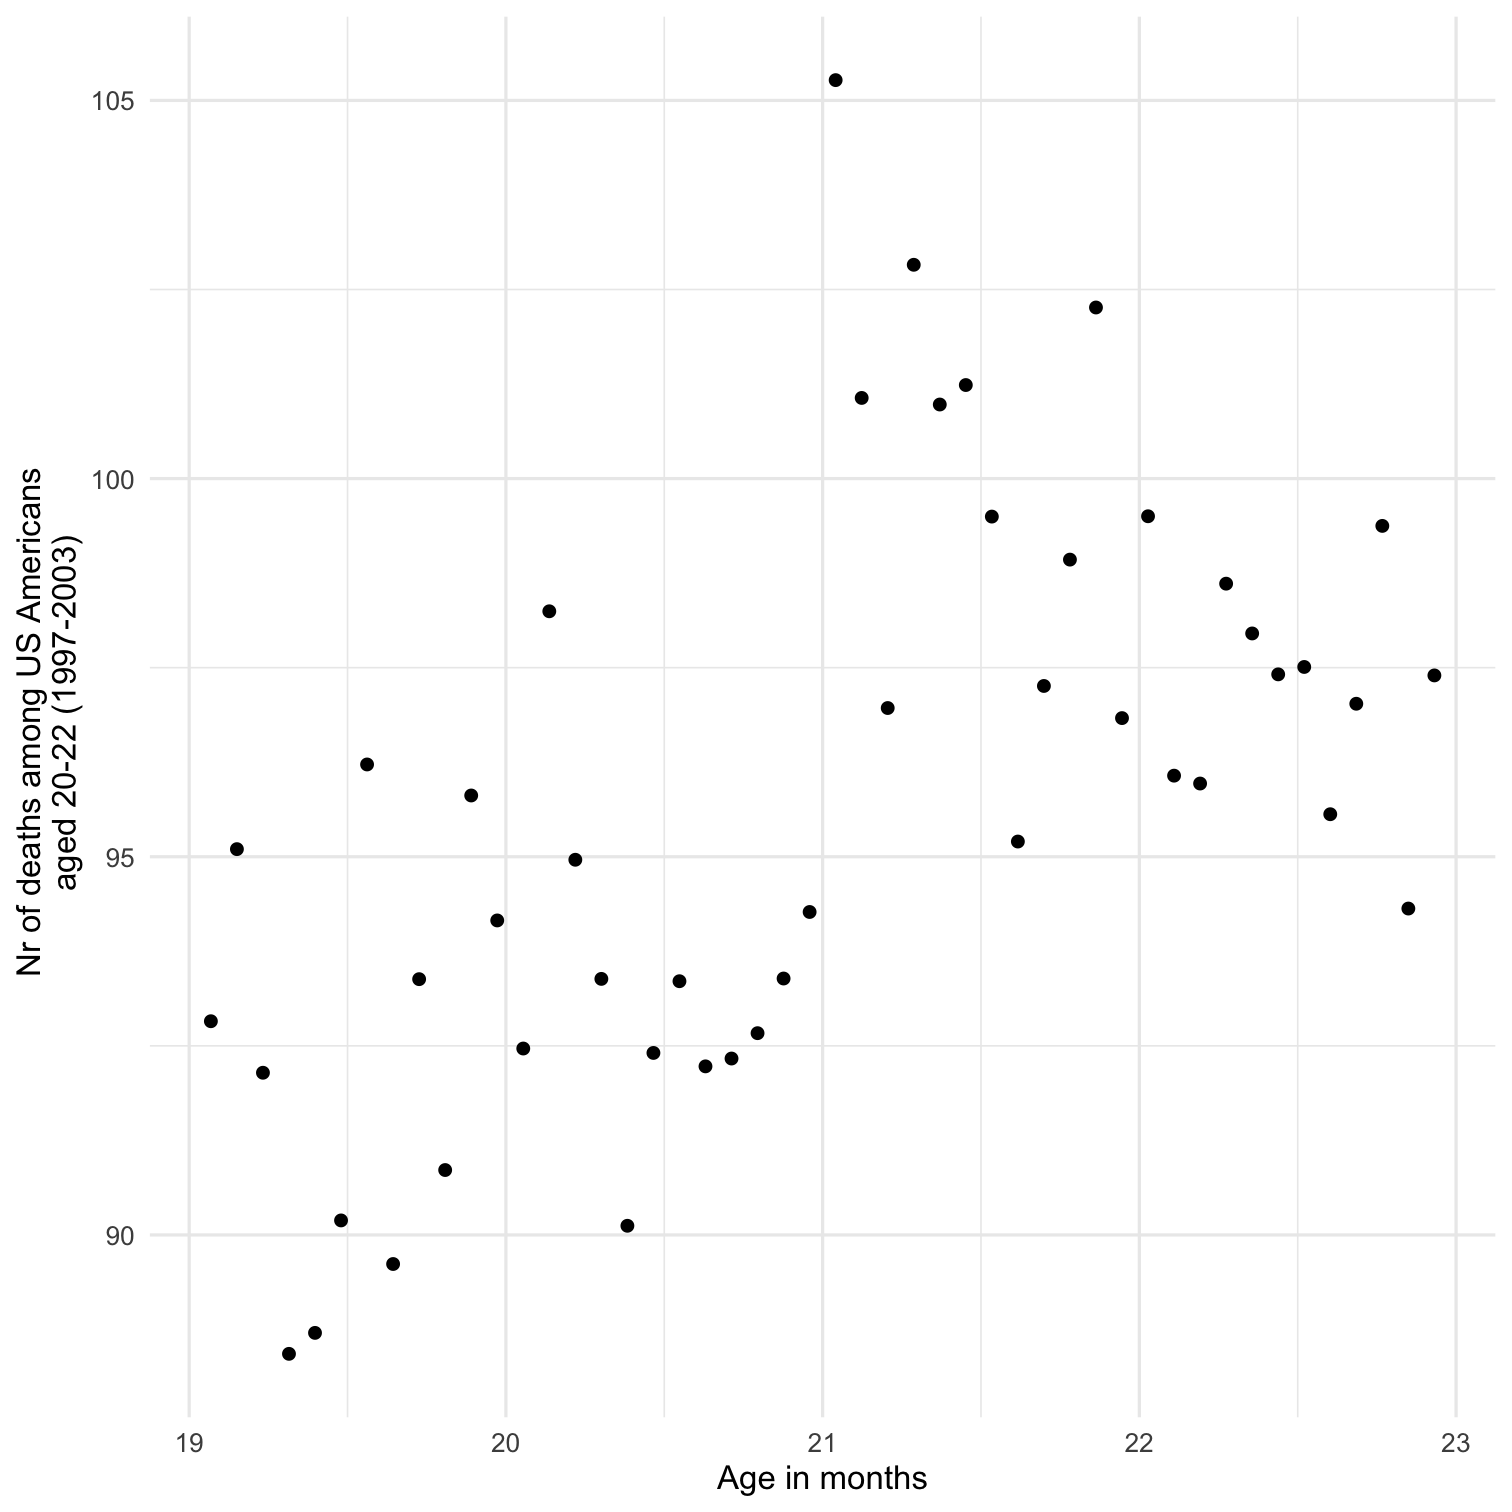 Nr of deaths among US Americans
aged 20-22 (1997-2003)
105
100
95
90
19 20 21 22 23
Age in months